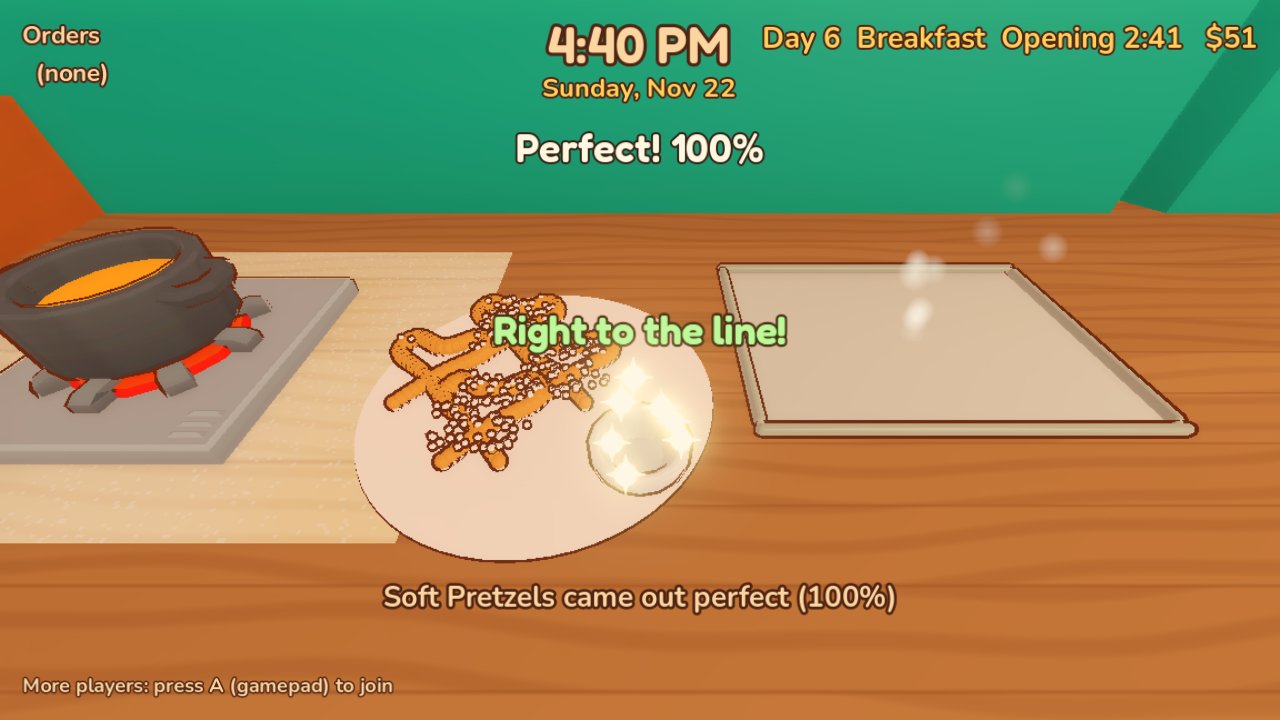 Orders
(none)
4:40 PM
Sunday, Nov 22
Day 6 Breakfast Opening 2:41 $51
Perfect! 100%
Right to the line!
Soft Pretzels came out perfect (100%)
More players: press A (gamepad) to join